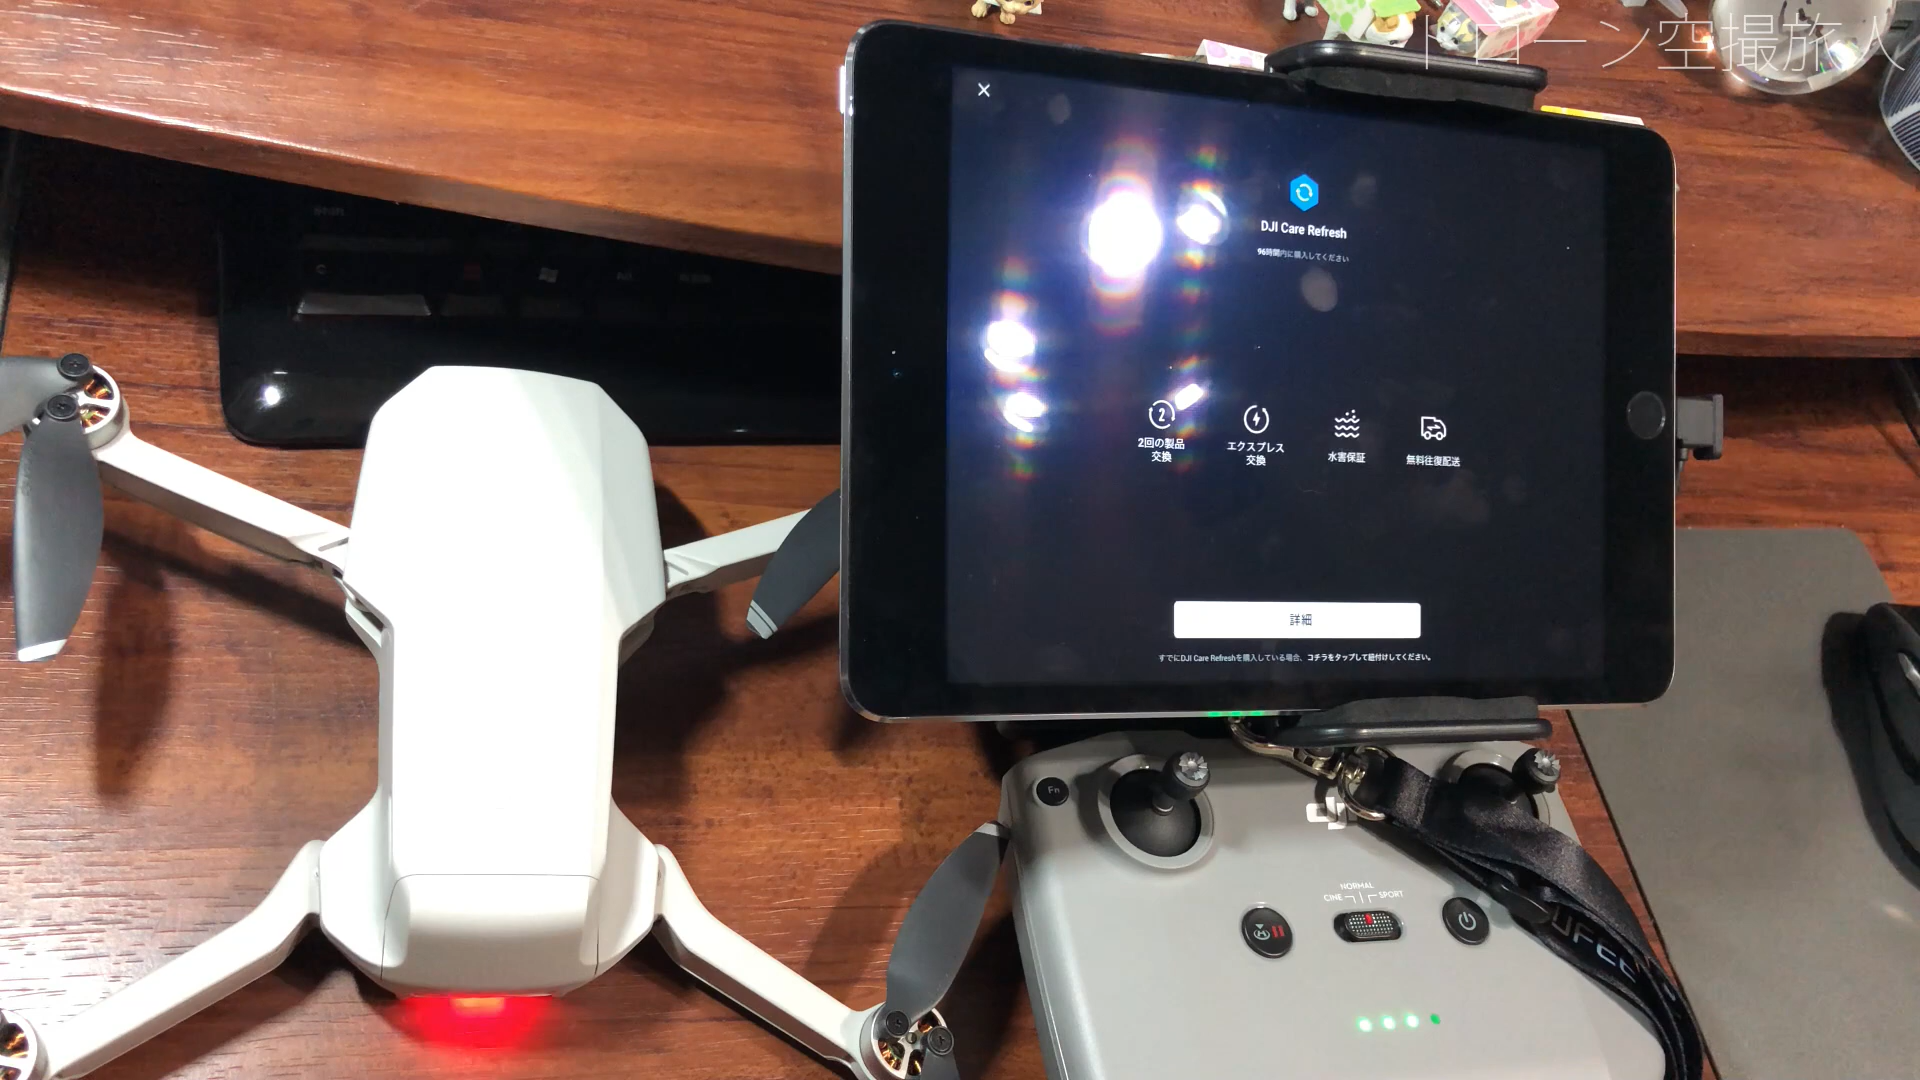 ドローン空撮旅人
×
DJI Care Refresh
96時間内に購入してください
2回の製品
交換
エクスプレス
交換
水害保証
無料往復配送
詳細
すでにDJI Care Refreshを購入している場合、コチラをタップして紐付けしてください。
Fn
NORMAL
CINE
SPORT